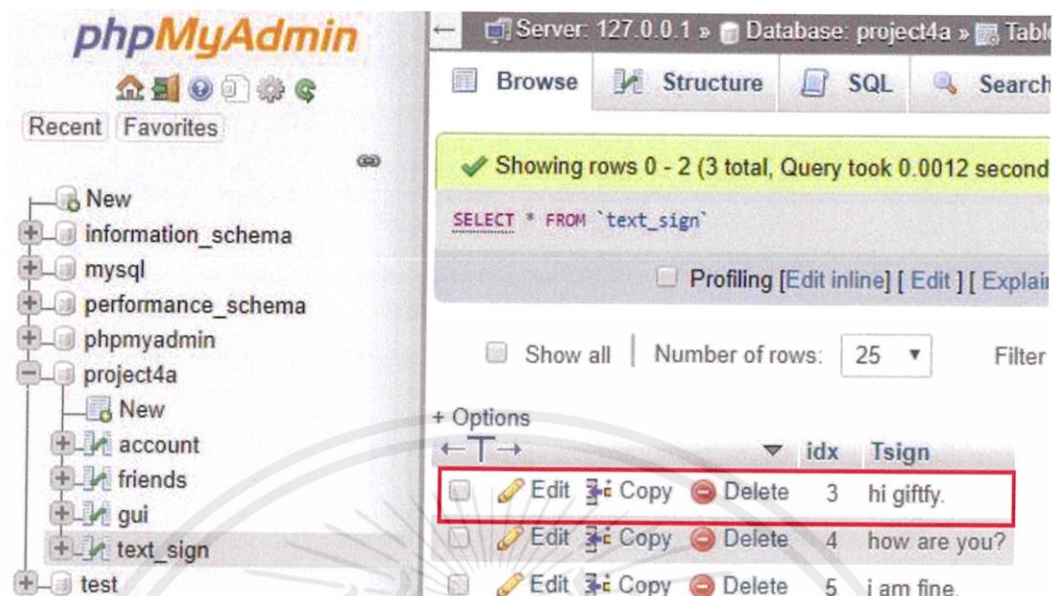 phpMyAdmin
Recent Favorites
New
information_schema
mysql
performance_schema
phpmyadmin
project4a
New
account
friends
gui
text_sign
test
Server: 127.0.0.1 » Database: project4a »
Browse Structure SQL Search
Showing rows 0 - 2 (3 total, Query took 0.0012 second
SELECT * FROM `text_sign`
Profiling [Edit inline] [ Edit ] [
Show all Number of rows: 25 Filter
+ Options
idx Tsign
Edit Copy Delete 3 hi giftfy.
Edit Copy Delete 4 how are you?
Edit Copy Delete 5 i am fine.